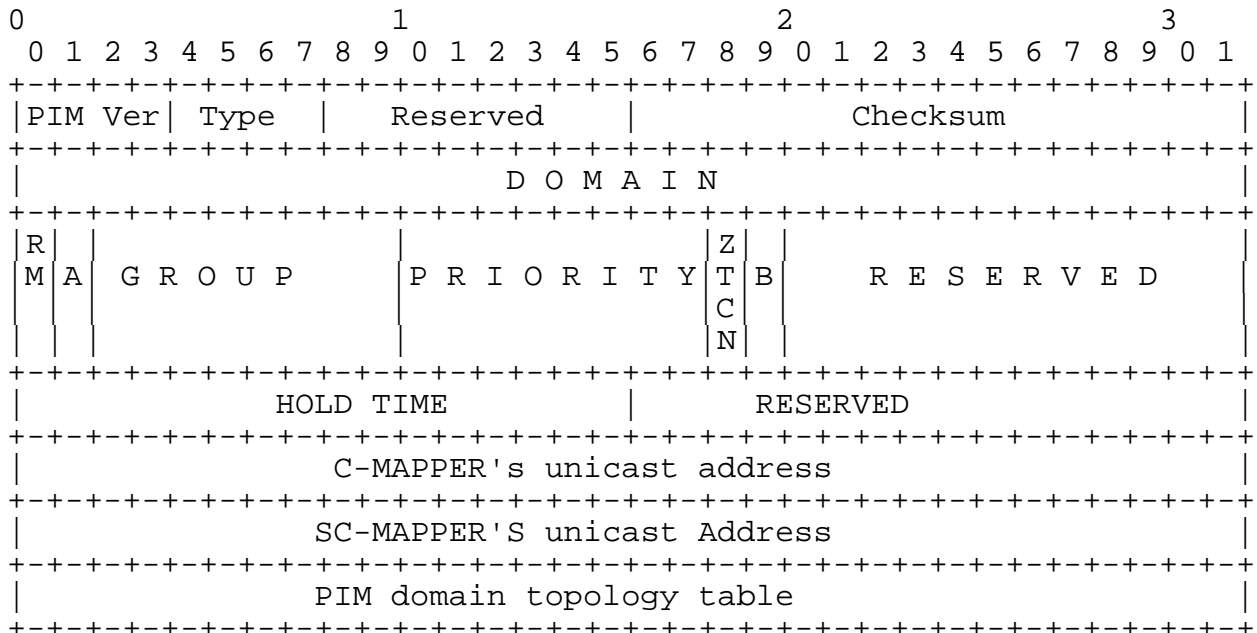 0                   1                   2                   3
 0 1 2 3 4 5 6 7 8 9 0 1 2 3 4 5 6 7 8 9 0 1 2 3 4 5 6 7 8 9 0 1
+-+-+-+-+-+-+-+-+-+-+-+-+-+-+-+-+-+-+-+-+-+-+-+-+-+-+-+-+-+-+-+-+
|PIM Ver| Type  |   Reserved    |           Checksum            |
+-+-+-+-+-+-+-+-+-+-+-+-+-+-+-+-+-+-+-+-+-+-+-+-+-+-+-+-+-+-+-+-+
|                         D O M A I N                           |
+-+-+-+-+-+-+-+-+-+-+-+-+-+-+-+-+-+-+-+-+-+-+-+-+-+-+-+-+-+-+-+-+
|R| |               |               |Z| |                       |
|M|A| G R O U P     |P R I O R I T Y|T|B|    R E S E R V E D    |
| | |               |               |C| |                       |
| | |               |               |N| |                       |
+-+-+-+-+-+-+-+-+-+-+-+-+-+-+-+-+-+-+-+-+-+-+-+-+-+-+-+-+-+-+-+-+
|             HOLD TIME         |      RESERVED                 |
+-+-+-+-+-+-+-+-+-+-+-+-+-+-+-+-+-+-+-+-+-+-+-+-+-+-+-+-+-+-+-+-+
|                C-MAPPER's unicast address                     |
+-+-+-+-+-+-+-+-+-+-+-+-+-+-+-+-+-+-+-+-+-+-+-+-+-+-+-+-+-+-+-+-+
|               SC-MAPPER'S unicast Address                     |
+-+-+-+-+-+-+-+-+-+-+-+-+-+-+-+-+-+-+-+-+-+-+-+-+-+-+-+-+-+-+-+-+
|               PIM domain topology table                       |
+-+-+-+-+-+-+-+-+-+-+-+-+-+-+-+-+-+-+-+-+-+-+-+-+-+-+-+-+-+-+-+-+